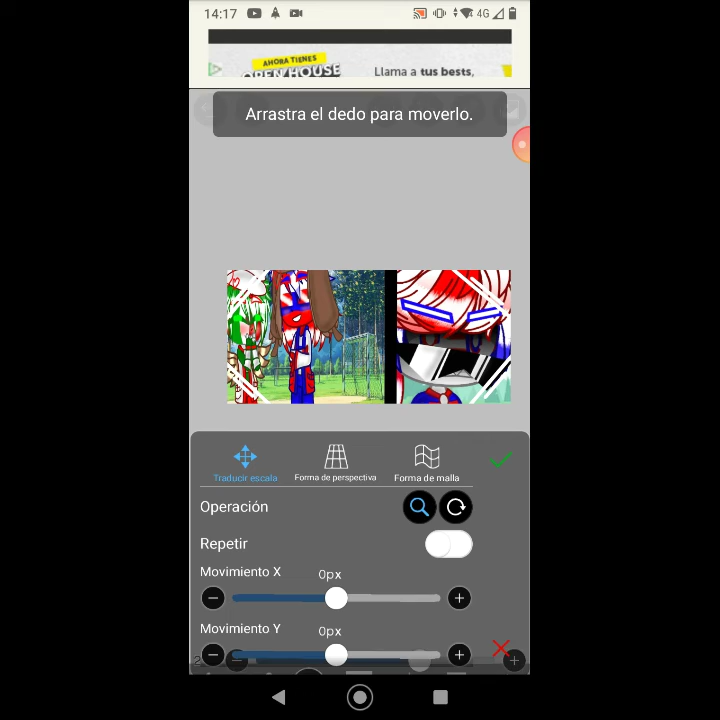 14:17
4G
AHORA TIENES
OPEN HOUSE
Llama a tus bests,
Arrastra el dedo para moverlo.
Traducir escala
Forma de perspectiva
Forma de malla
Operación
Repetir
Movimiento X
0px
Movimiento Y
0px
2